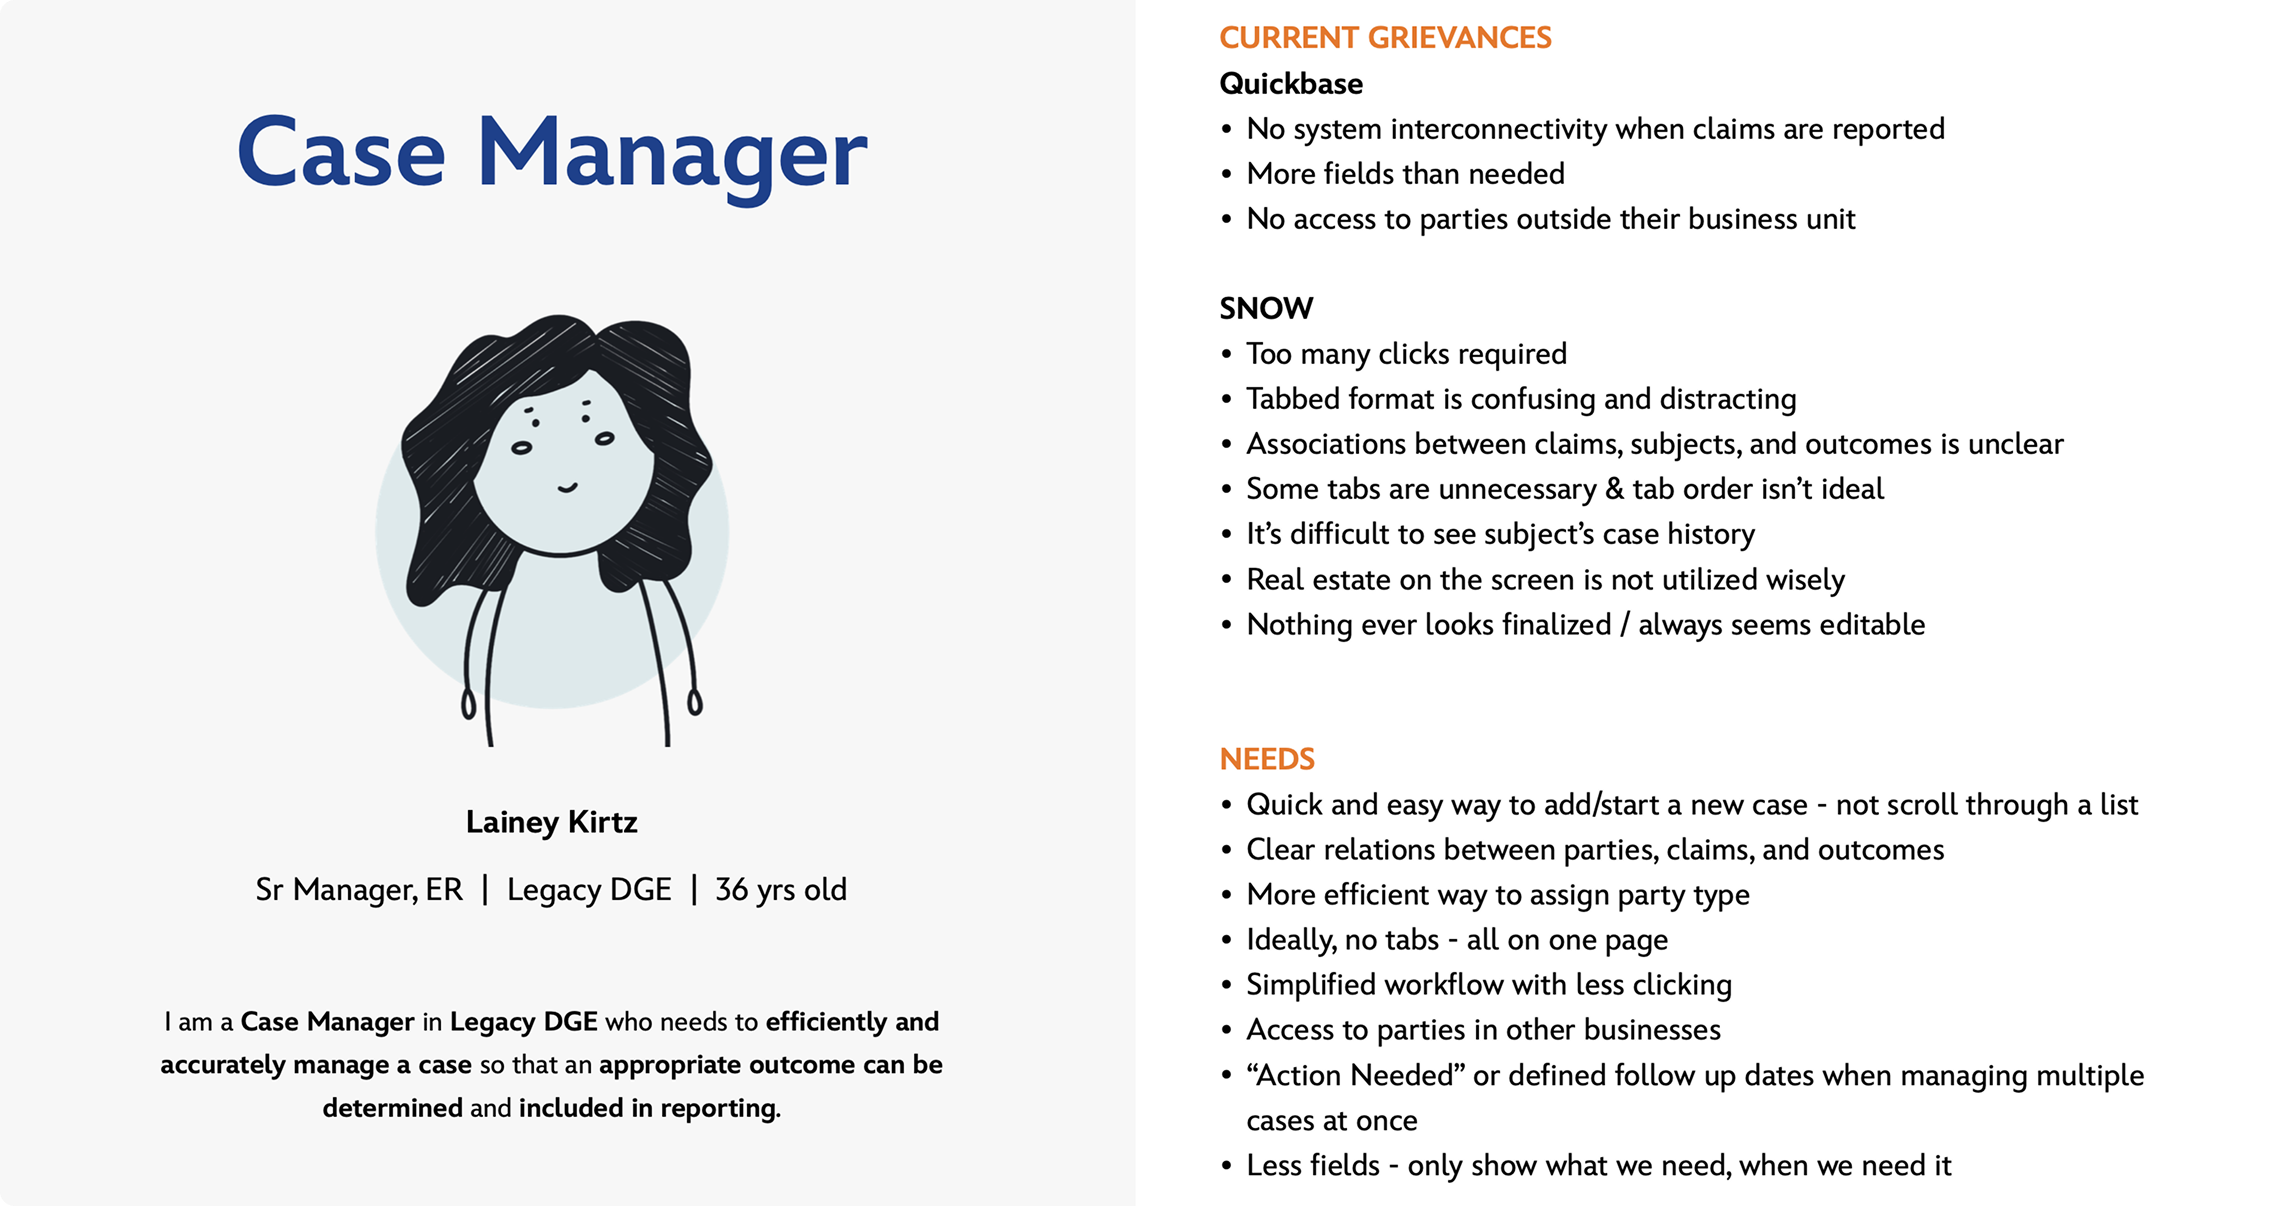 Case Manager
Lainey Kirtz
Sr Manager, ER | Legacy DGE | 36 yrs old
I am a Case Manager in Legacy DGE who needs to efficiently and
accurately manage a case so that an appropriate outcome can be
determined and included in reporting.
CURRENT GRIEVANCES
Quickbase
• No system interconnectivity when claims are reported
• More fields than needed
• No access to parties outside their business unit
SNOW
• Too many clicks required
• Tabbed format is confusing and distracting
• Associations between claims, subjects, and outcomes is unclear
• Some tabs are unnecessary & tab order isn’t ideal
• It’s difficult to see subject’s case history
• Real estate on the screen is not utilized wisely
• Nothing ever looks finalized / always seems editable
NEEDS
• Quick and easy way to add/start a new case - not scroll through a list
• Clear relations between parties, claims, and outcomes
• More efficient way to assign party type
• Ideally, no tabs - all on one page
• Simplified workflow with less clicking
• Access to parties in other businesses
• “Action Needed” or defined follow up dates when managing multiple
cases at once
• Less fields - only show what we need, when we need it